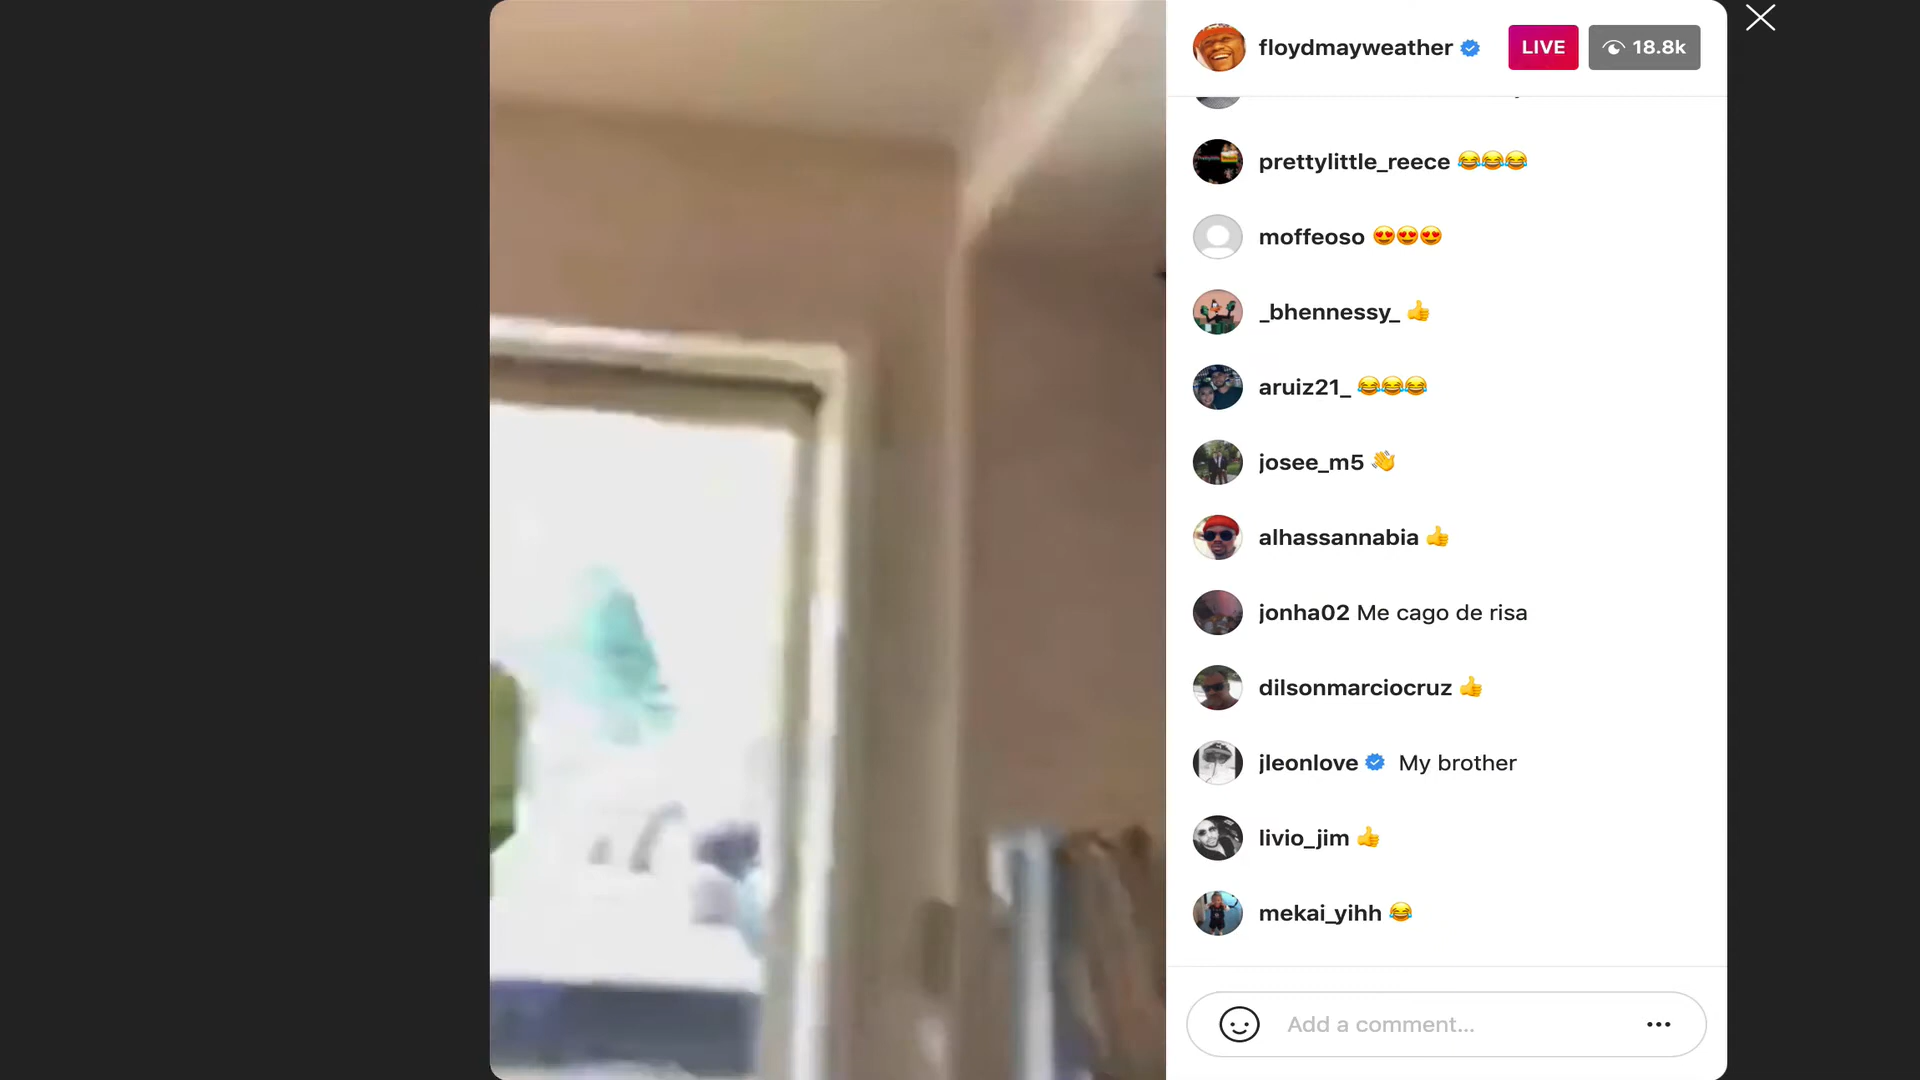 floydmayweather LIVE 18.8k
prettylittle_reece 😂😂😂
moffeoso 😍😍😍
_bhennessy_ 👍
aruiz21_ 😂😂😂
josee_m5 👋
alhassannabia 👍
jonha02 Me cago de risa
dilsonmarciocruz 👍
jleonlove My brother
livio_jim 👍
mekai_yihh 😂
Add a comment...